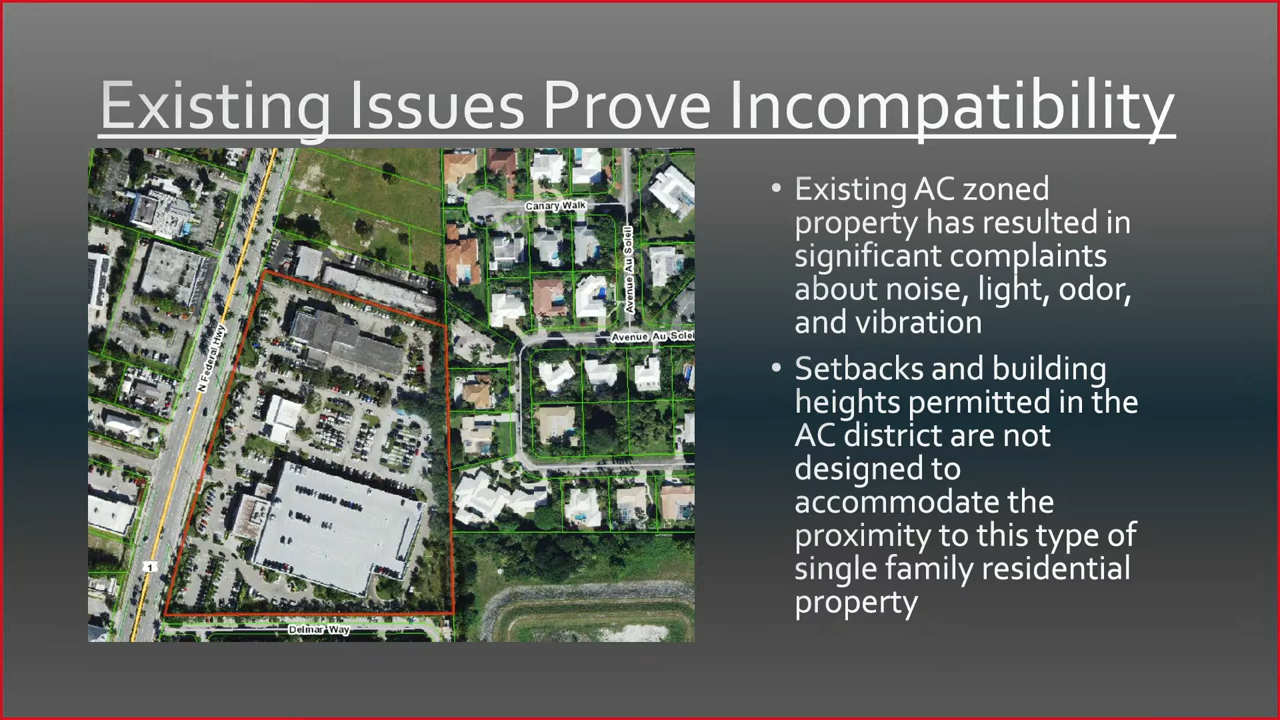 Existing Issues Prove Incompatibility
Canary Walk
Avenue Au Soleil
Avenue Au Solei
N Federal Hwy
1
Delmar Way
• Existing AC zoned
property has resulted in
significant complaints
about noise, light, odor,
and vibration
• Setbacks and building
heights permitted in the
AC district are not
designed to
accommodate the
proximity to this type of
single family residential
property